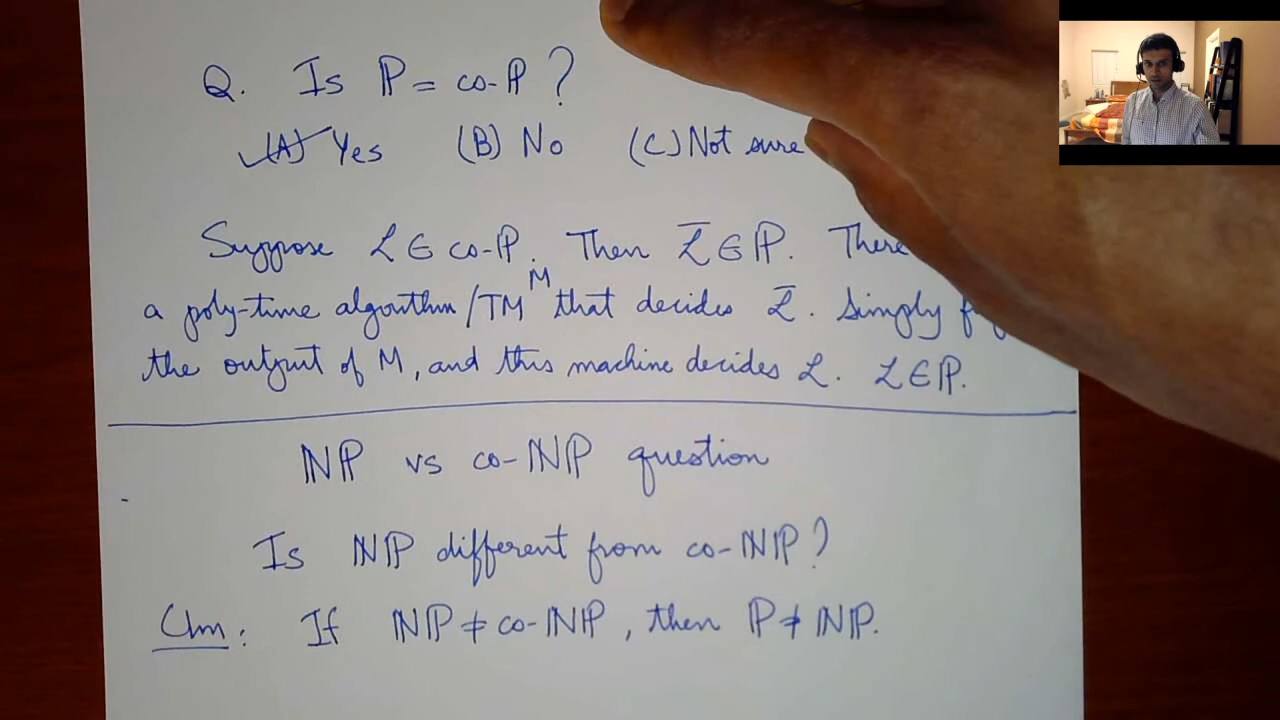 Q. Is ℙ = co-ℙ ?
(A) Yes (B) No (C) Not sure
Suppose L ∈ co-ℙ. Then L̅ ∈ ℙ. There
a poly-time algorithm/TM M that decides L̅. Simply
the output of M, and this machine decides L. L ∈ ℙ.
ℕℙ vs co-ℕℙ question
Is ℕℙ different from co-ℕℙ?
Clm: If ℕℙ ≠ co-ℕℙ, then ℙ ≠ ℕℙ.